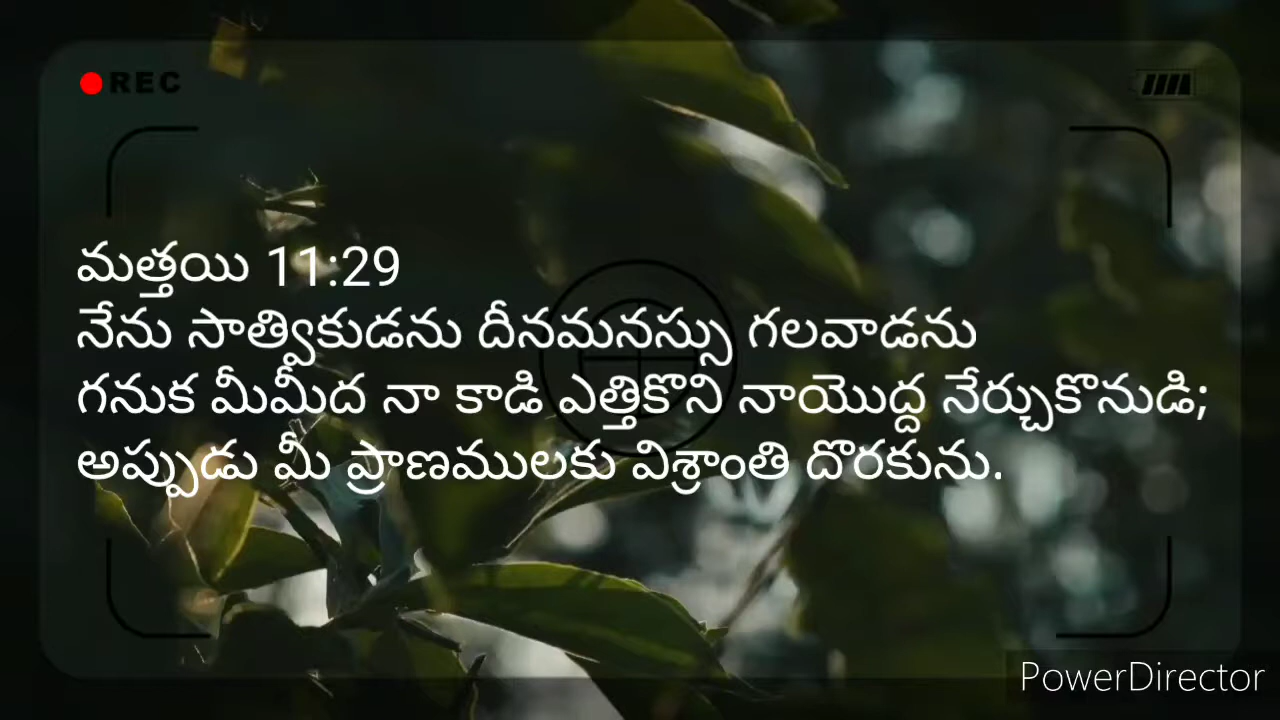 REC
మత్తయి 11:29
నేను సాత్వికుడను దీనమనస్సు గలవాడను
గనుక మీమీద నా కాడి ఎత్తికొని నాయొద్ద నేర్చుకొనుడి;
అప్పుడు మీ ప్రాణములకు విశ్రాంతి దొరకును.
PowerDirector